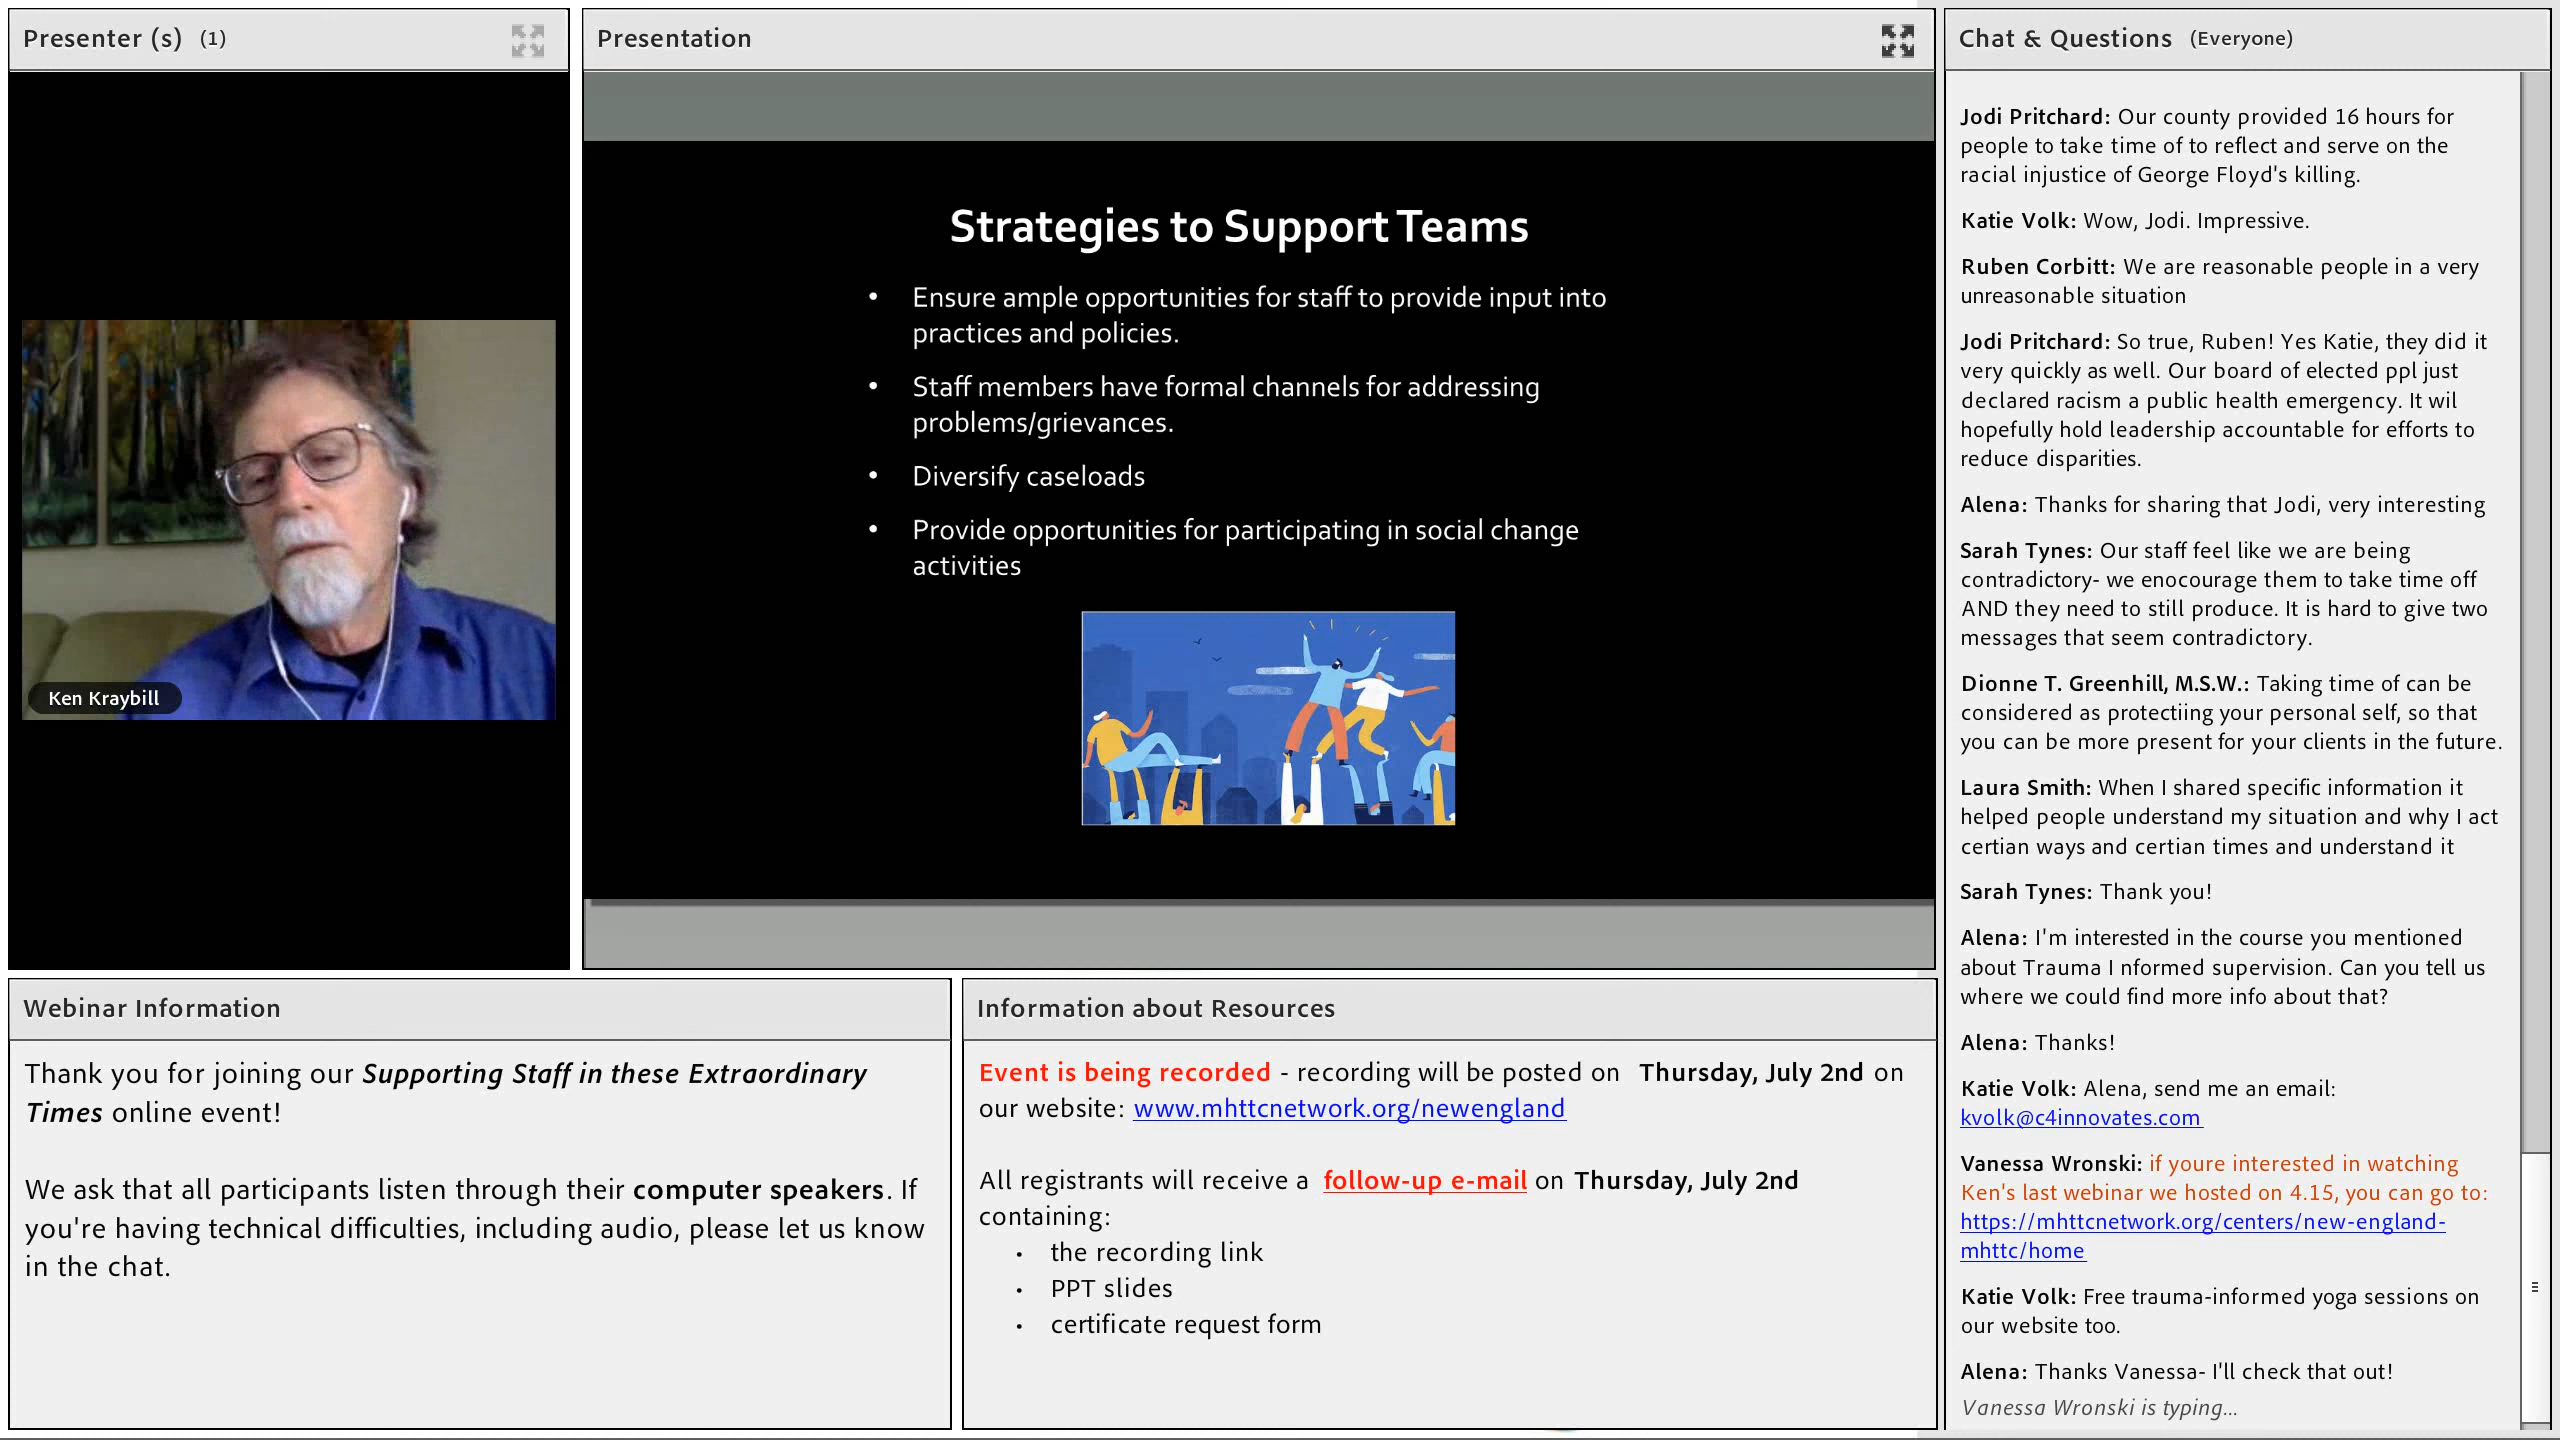 Presenter (s) (1)
Ken Kraybill
Presentation
Strategies to Support Teams
• Ensure ample opportunities for staff to provide input into
practices and policies.
• Staff members have formal channels for addressing
problems/grievances.
• Diversify caseloads
• Provide opportunities for participating in social change
activities
Chat & Questions (Everyone)
Jodi Pritchard: Our county provided 16 hours for
people to take time of to reflect and serve on the
racial injustice of George Floyd's killing.
Katie Volk: Wow, Jodi. Impressive.
Ruben Corbitt: We are reasonable people in a very
unreasonable situation
Jodi Pritchard: So true, Ruben! Yes Katie, they did it
very quickly as well. Our board of elected ppl just
declared racism a public health emergency. It wil
hopefully hold leadership accountable for efforts to
reduce disparities.
Alena: Thanks for sharing that Jodi, very interesting
Sarah Tynes: Our staff feel like we are being
contradictory- we enocourage them to take time off
AND they need to still produce. It is hard to give two
messages that seem contradictory.
Dionne T. Greenhill, M.S.W.: Taking time of can be
considered as protectiing your personal self, so that
you can be more present for your clients in the future.
Laura Smith: When I shared specific information it
helped people understand my situation and why I act
certian ways and certian times and understand it
Sarah Tynes: Thank you!
Alena: I'm interested in the course you mentioned
about Trauma I nformed supervision. Can you tell us
where we could find more info about that?
Alena: Thanks!
Katie Volk: Alena, send me an email:
kvolk@c4innovates.com
Vanessa Wronski: if youre interested in watching
Ken's last webinar we hosted on 4.15, you can go to:
https://mhttcnetwork.org/centers/new-england-
mhttc/home
Katie Volk: Free trauma-informed yoga sessions on
our website too.
Alena: Thanks Vanessa- I'll check that out!
Vanessa Wronski is typing...
Webinar Information
Thank you for joining our Supporting Staff in these Extraordinary
Times online event!
We ask that all participants listen through their computer speakers. If
you're having technical difficulties, including audio, please let us know
in the chat.
Information about Resources
Event is being recorded - recording will be posted on Thursday, July 2nd on
our website: www.mhttcnetwork.org/newengland
All registrants will receive a follow-up e-mail on Thursday, July 2nd
containing:
• the recording link
• PPT slides
• certificate request form